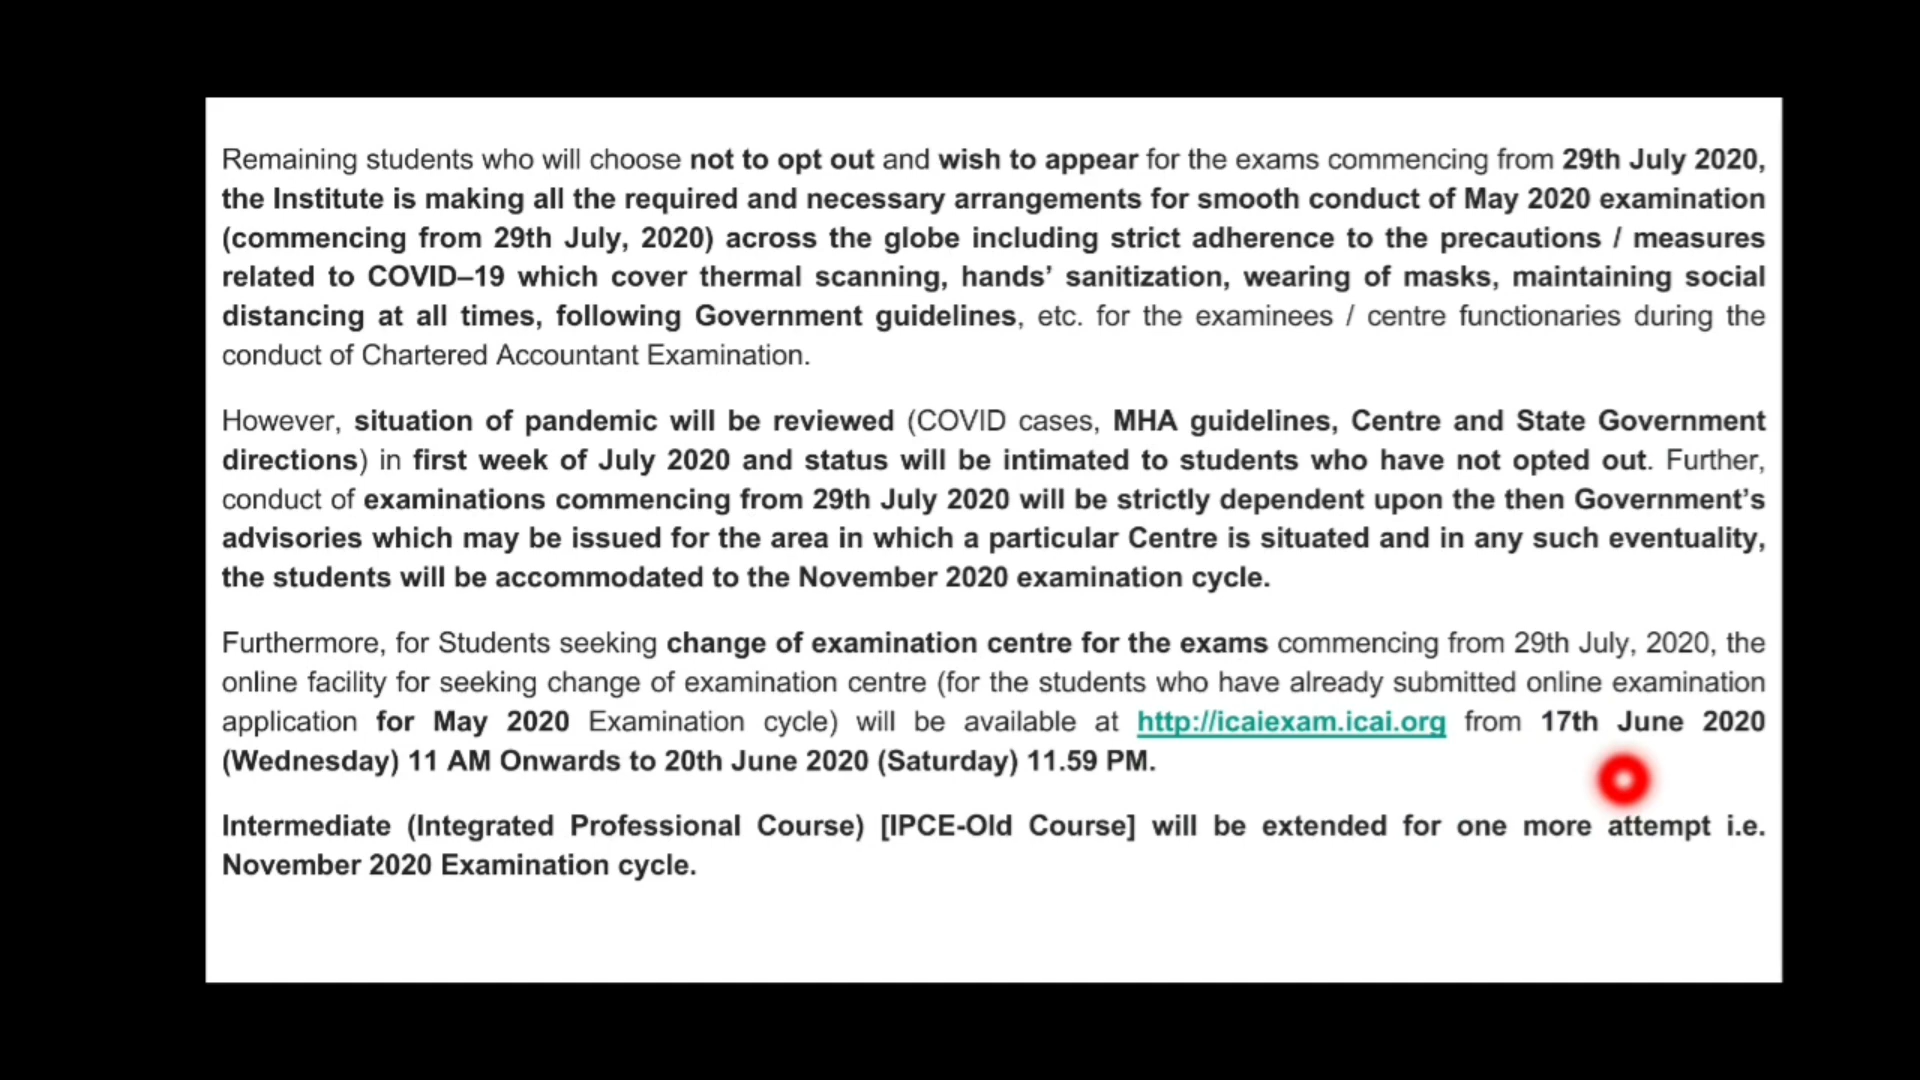 Remaining students who will choose not to opt out and wish to appear for the exams commencing from 29th July 2020,
the Institute is making all the required and necessary arrangements for smooth conduct of May 2020 examination
(commencing from 29th July, 2020) across the globe including strict adherence to the precautions / measures
related to COVID–19 which cover thermal scanning, hands’ sanitization, wearing of masks, maintaining social
distancing at all times, following Government guidelines, etc. for the examinees / centre functionaries during the
conduct of Chartered Accountant Examination.
However, situation of pandemic will be reviewed (COVID cases, MHA guidelines, Centre and State Government
directions) in first week of July 2020 and status will be intimated to students who have not opted out. Further,
conduct of examinations commencing from 29th July 2020 will be strictly dependent upon the then Government’s
advisories which may be issued for the area in which a particular Centre is situated and in any such eventuality,
the students will be accommodated to the November 2020 examination cycle.
Furthermore, for Students seeking change of examination centre for the exams commencing from 29th July, 2020, the
online facility for seeking change of examination centre (for the students who have already submitted online examination
application for May 2020 Examination cycle) will be available at http://icaiexam.icai.org from 17th June 2020
(Wednesday) 11 AM Onwards to 20th June 2020 (Saturday) 11.59 PM.
Intermediate (Integrated Professional Course) [IPCE-Old Course] will be extended for one more attempt i.e.
November 2020 Examination cycle.